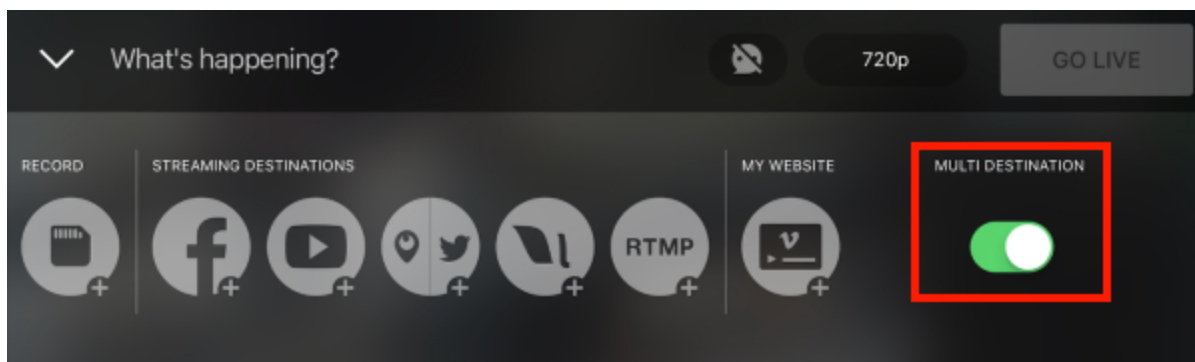 What's happening?
720p
GO LIVE
RECORD
STREAMING DESTINATIONS
MY WEBSITE
MULTI DESTINATION
RTMP